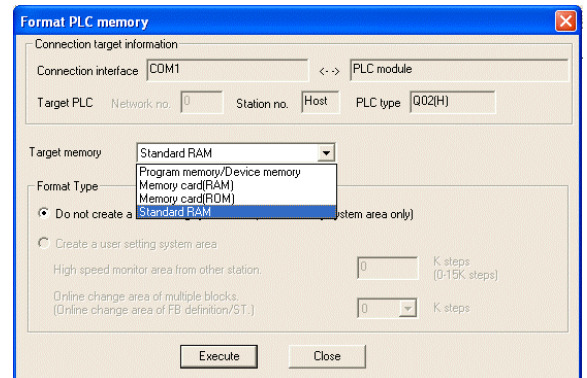 Format PLC memory
Connection target information
Connection interface COM1 <--> PLC module
Target PLC Network no. 0 Station no. Host PLC type Q02(H)
Target memory Standard RAM
Program memory/Device memory
Memory card(RAM)
Memory card(ROM)
Standard RAM
Format Type
Do not create a ystem area only)
Create a user setting system area
High speed monitor area from other station. 0 K steps
(0-15K steps)
Online change area of multiple blocks.
(Online change area of FB definition/ST.) 0 K steps
Execute Close